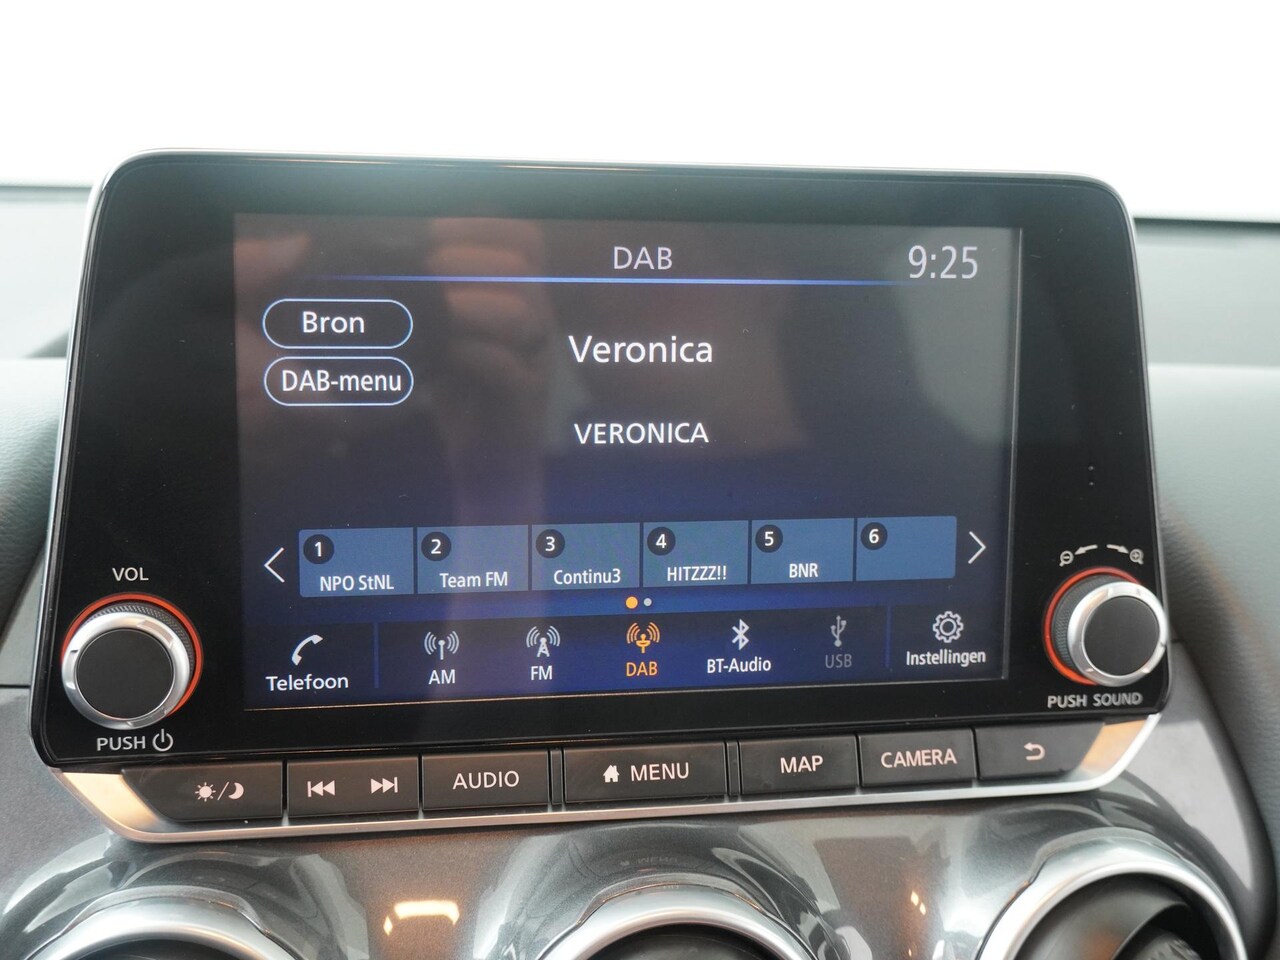 DAB
9:25
Bron
DAB-menu
Veronica
VERONICA
1 NPO StNL
2 Team FM
3 Continu3
4 HITZZZ!!
5 BNR
6
Telefoon
AM
FM
DAB
BT-Audio
USB
Instellingen
VOL
PUSH
PUSH SOUND
AUDIO
MENU
MAP
CAMERA